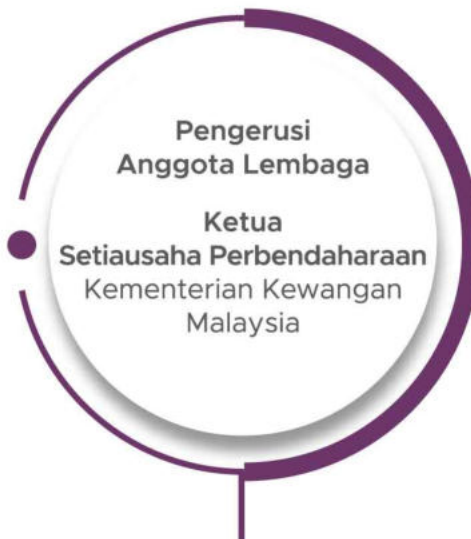 Pengerusi
Anggota Lembaga
Ketua
Setiausaha Perbendaharaan
Kementerian Kewangan
Malaysia